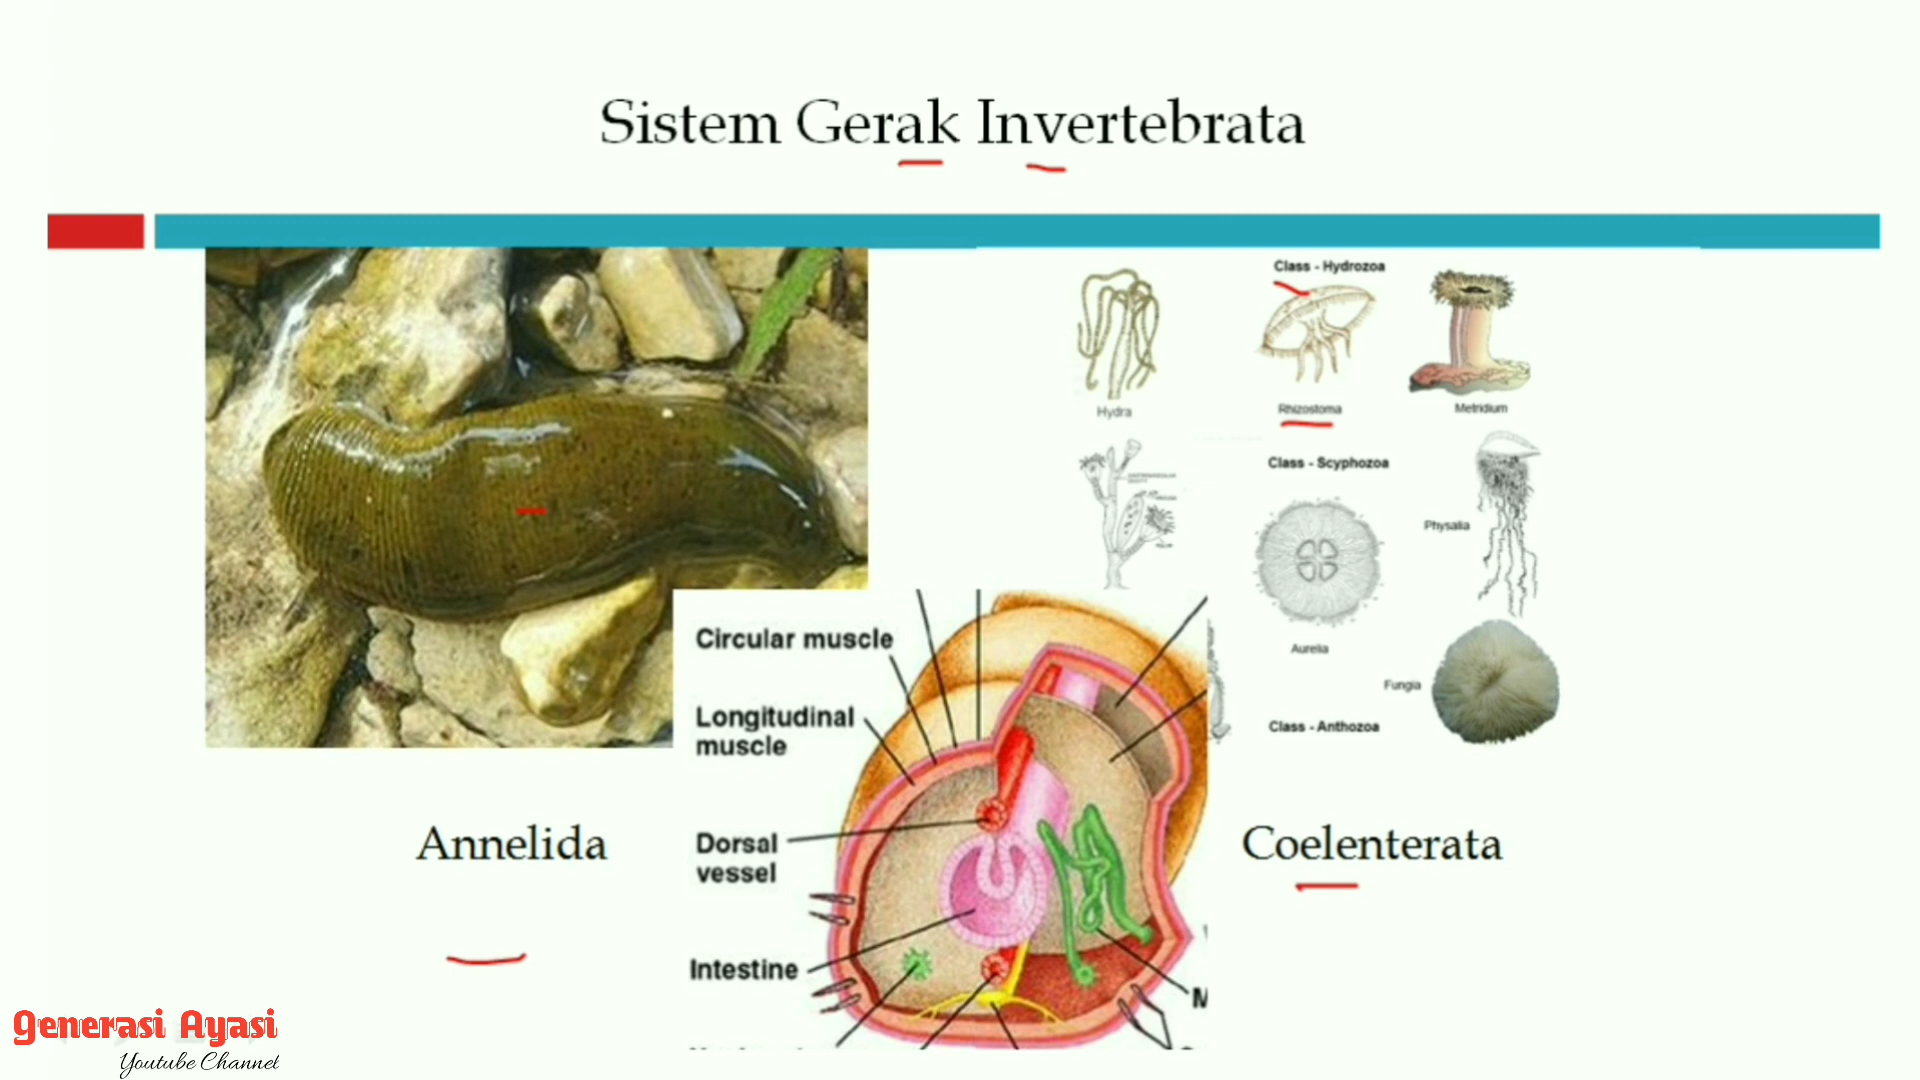 Sistem Gerak Invertebrata
Class - Hydrozoa
Hydra
Rhizostoma
Metridium
Class - Scyphozoa
Physalia
Aurelia
Fungia
Class - Anthozoa
Circular muscle
Longitudinal
muscle
Dorsal
vessel
Intestine
M
Annelida
Coelenterata
Generasi Ayasi
Youtube Channel